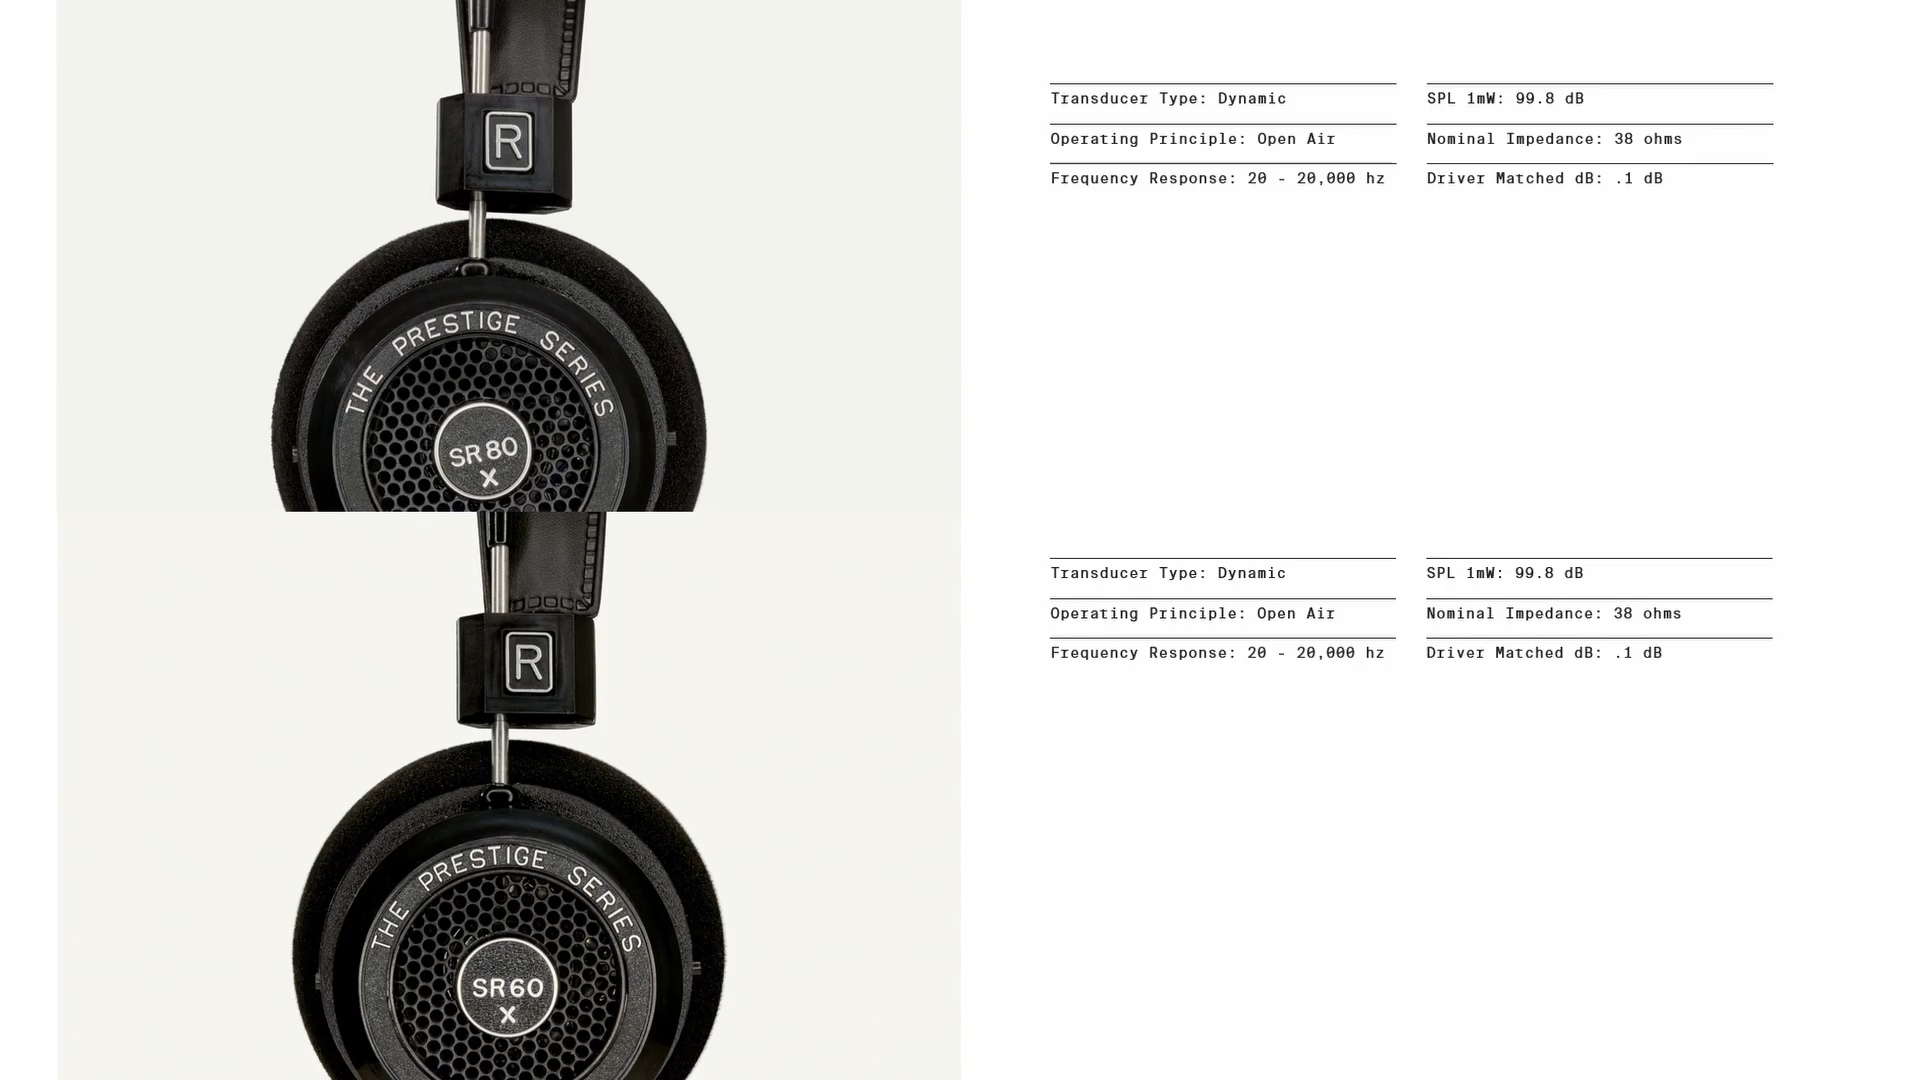 R
THE PRESTIGE SERIES
SR80
X
Transducer Type: Dynamic
Operating Principle: Open Air
Frequency Response: 20 - 20,000 hz
SPL 1mW: 99.8 dB
Nominal Impedance: 38 ohms
Driver Matched dB: .1 dB
R
THE PRESTIGE SERIES
SR60
X
Transducer Type: Dynamic
Operating Principle: Open Air
Frequency Response: 20 - 20,000 hz
SPL 1mW: 99.8 dB
Nominal Impedance: 38 ohms
Driver Matched dB: .1 dB